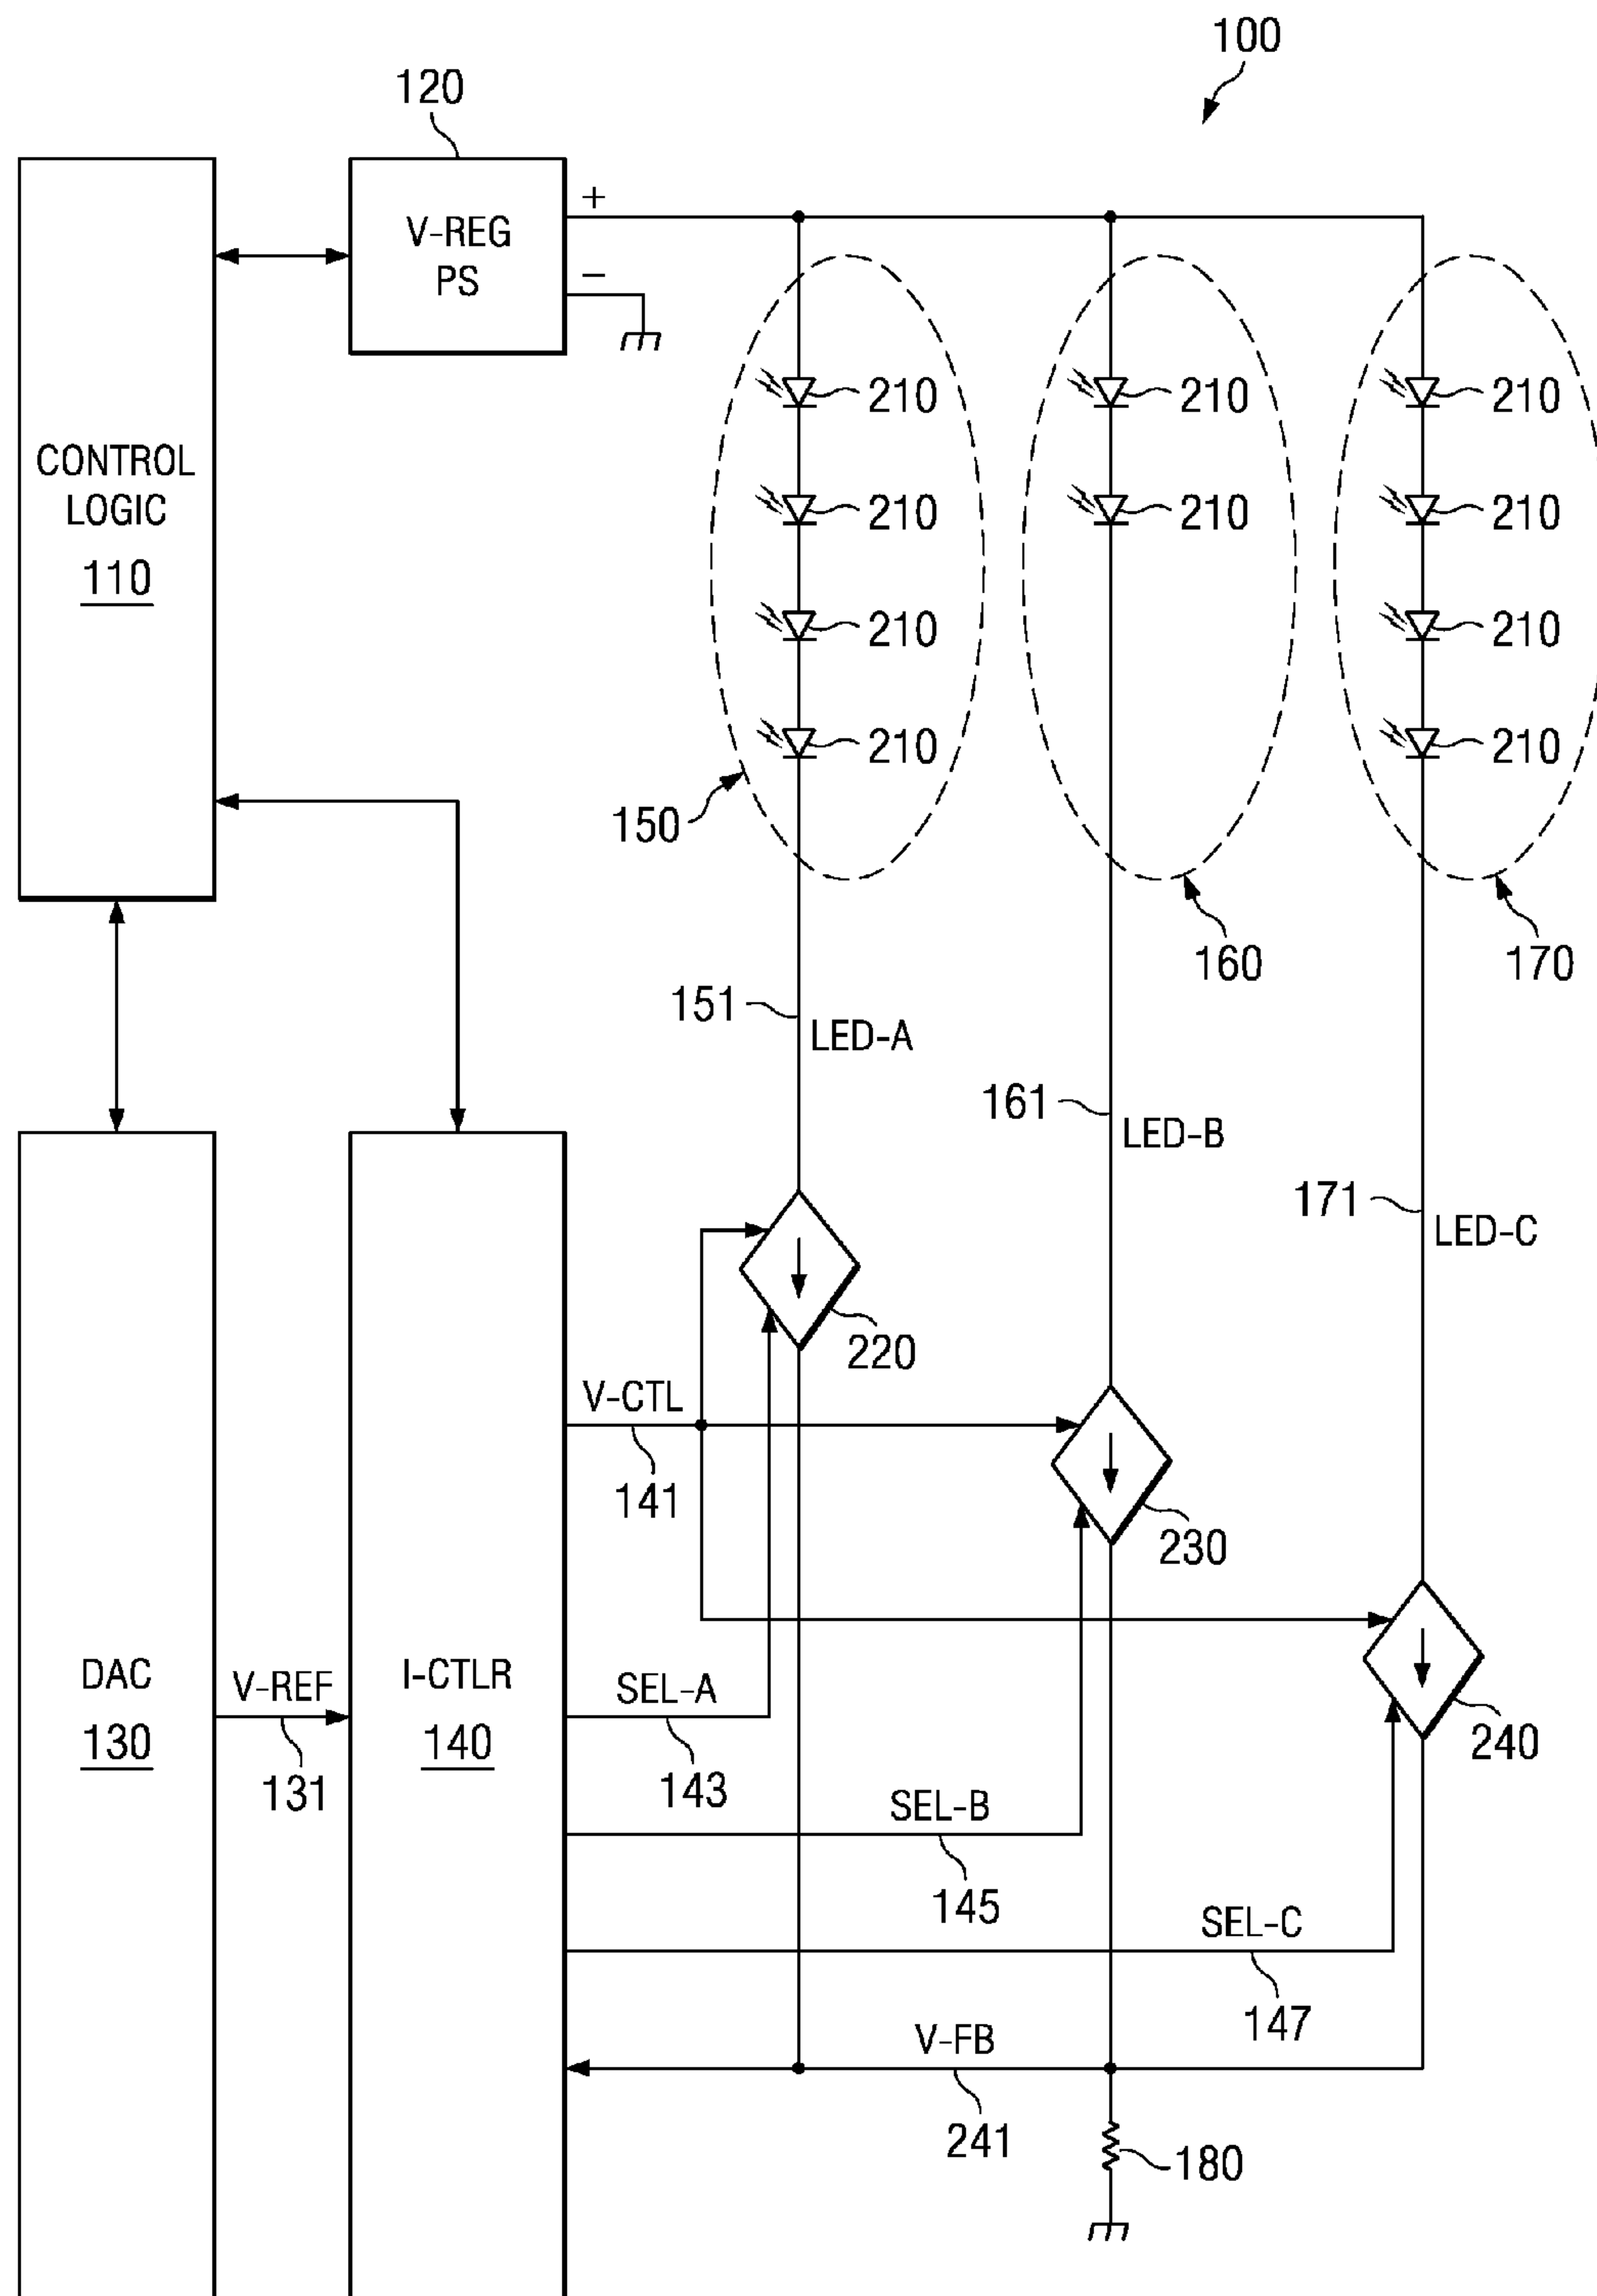 100
120
+
V-REG
PS
−
CONTROL
LOGIC
110
210
210
210
210
210
210
210
210
210
210
150
160
170
151
LED-A
161
LED-B
171
LED-C
220
V-CTL
141
230
DAC
130
V-REF
131
I-CTLR
140
SEL-A
143
240
SEL-B
145
SEL-C
147
V-FB
241
180